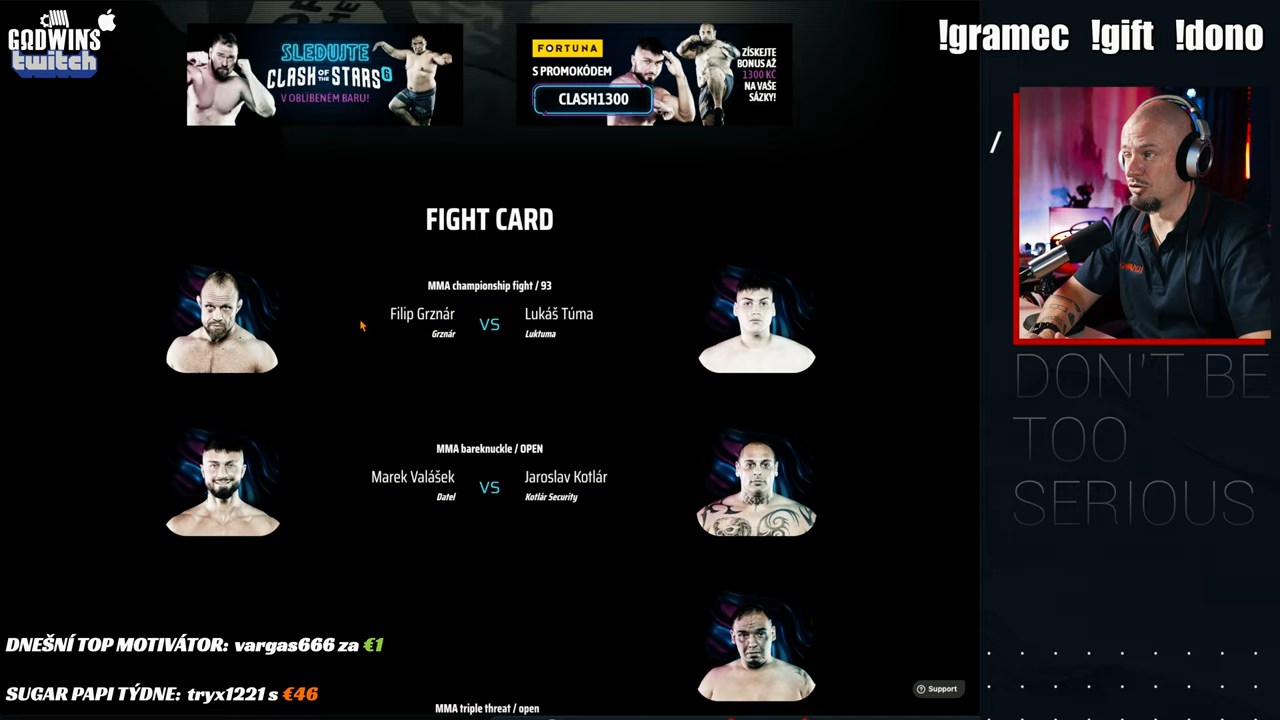 GODWINS
twitch
SLEDUJTE
CLASH OF THE STARS 6
V OBLÍBENÉM BARU!
FORTUNA
S PROMOKÓDEM
CLASH1300
ZÍSKEJTE
BONUS AŽ
1300 KČ
NA VAŠE
SÁZKY!
!gramec !gift !dono
/
FIGHT CARD
MMA championship fight / 93
Filip Grznár VS Lukáš Túma
Grznár Luktuma
MMA bareknuckle / OPEN
Marek Valášek VS Jaroslav Kotlár
Datel Kotlár Security
MMA triple threat / open
DON'T BE
TOO
SERIOUS
DNEŠNÍ TOP MOTIVÁTOR: vargas666 za €1
SUGAR PAPI TÝDNE: tryx1221 s €46
Support